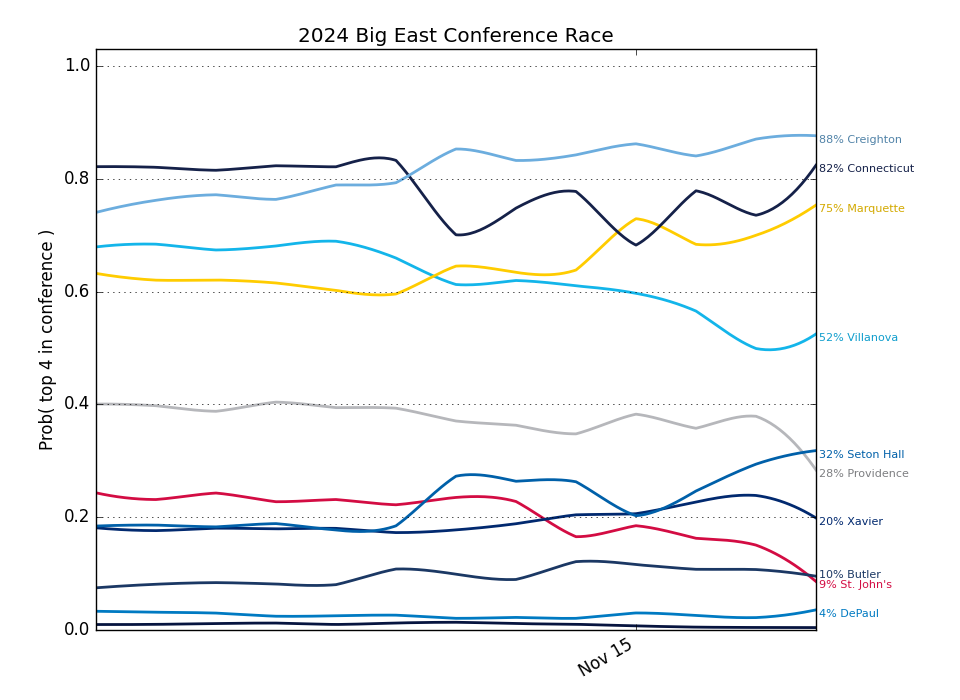 2024 Big East Conference Race
Prob( top 4 in conference )
1.0
0.8
0.6
0.4
0.2
0.0
Nov 15
88% Creighton
82% Connecticut
75% Marquette
52% Villanova
32% Seton Hall
28% Providence
20% Xavier
10% Butler
9% St. John's
4% DePaul